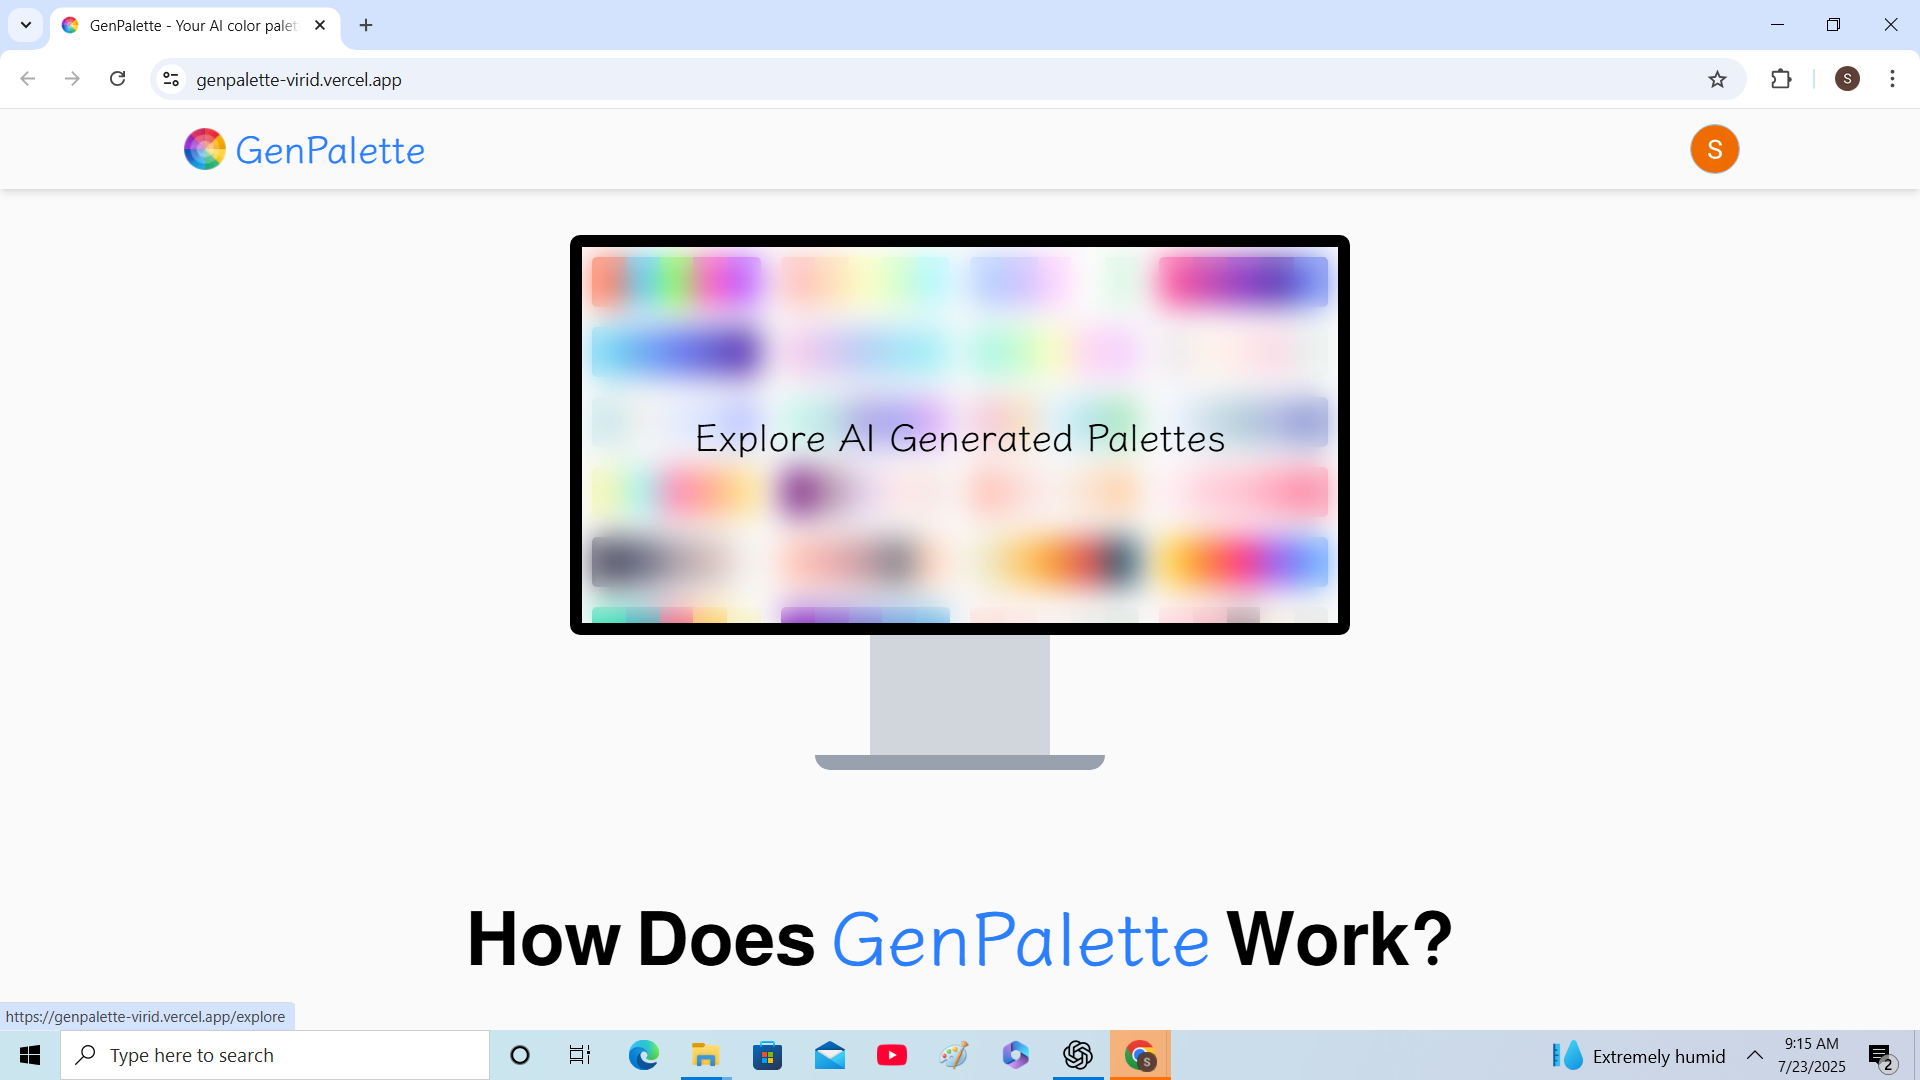 GenPalette - Your AI color palet
genpalette-virid.vercel.app
S
GenPalette
S
Explore AI Generated Palettes
How Does GenPalette Work?
https://genpalette-virid.vercel.app/explore
Type here to search
S
Extremely humid
9:15 AM
7/23/2025
2